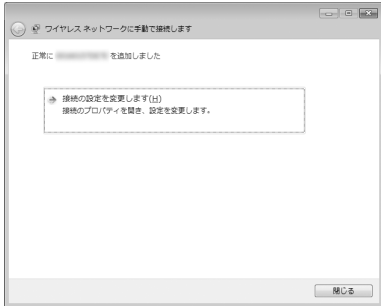 ワイヤレス ネットワークに手動で接続します
正常に を追加しました
接続の設定を変更します(H)
接続のプロパティを開き、設定を変更します。
閉じる